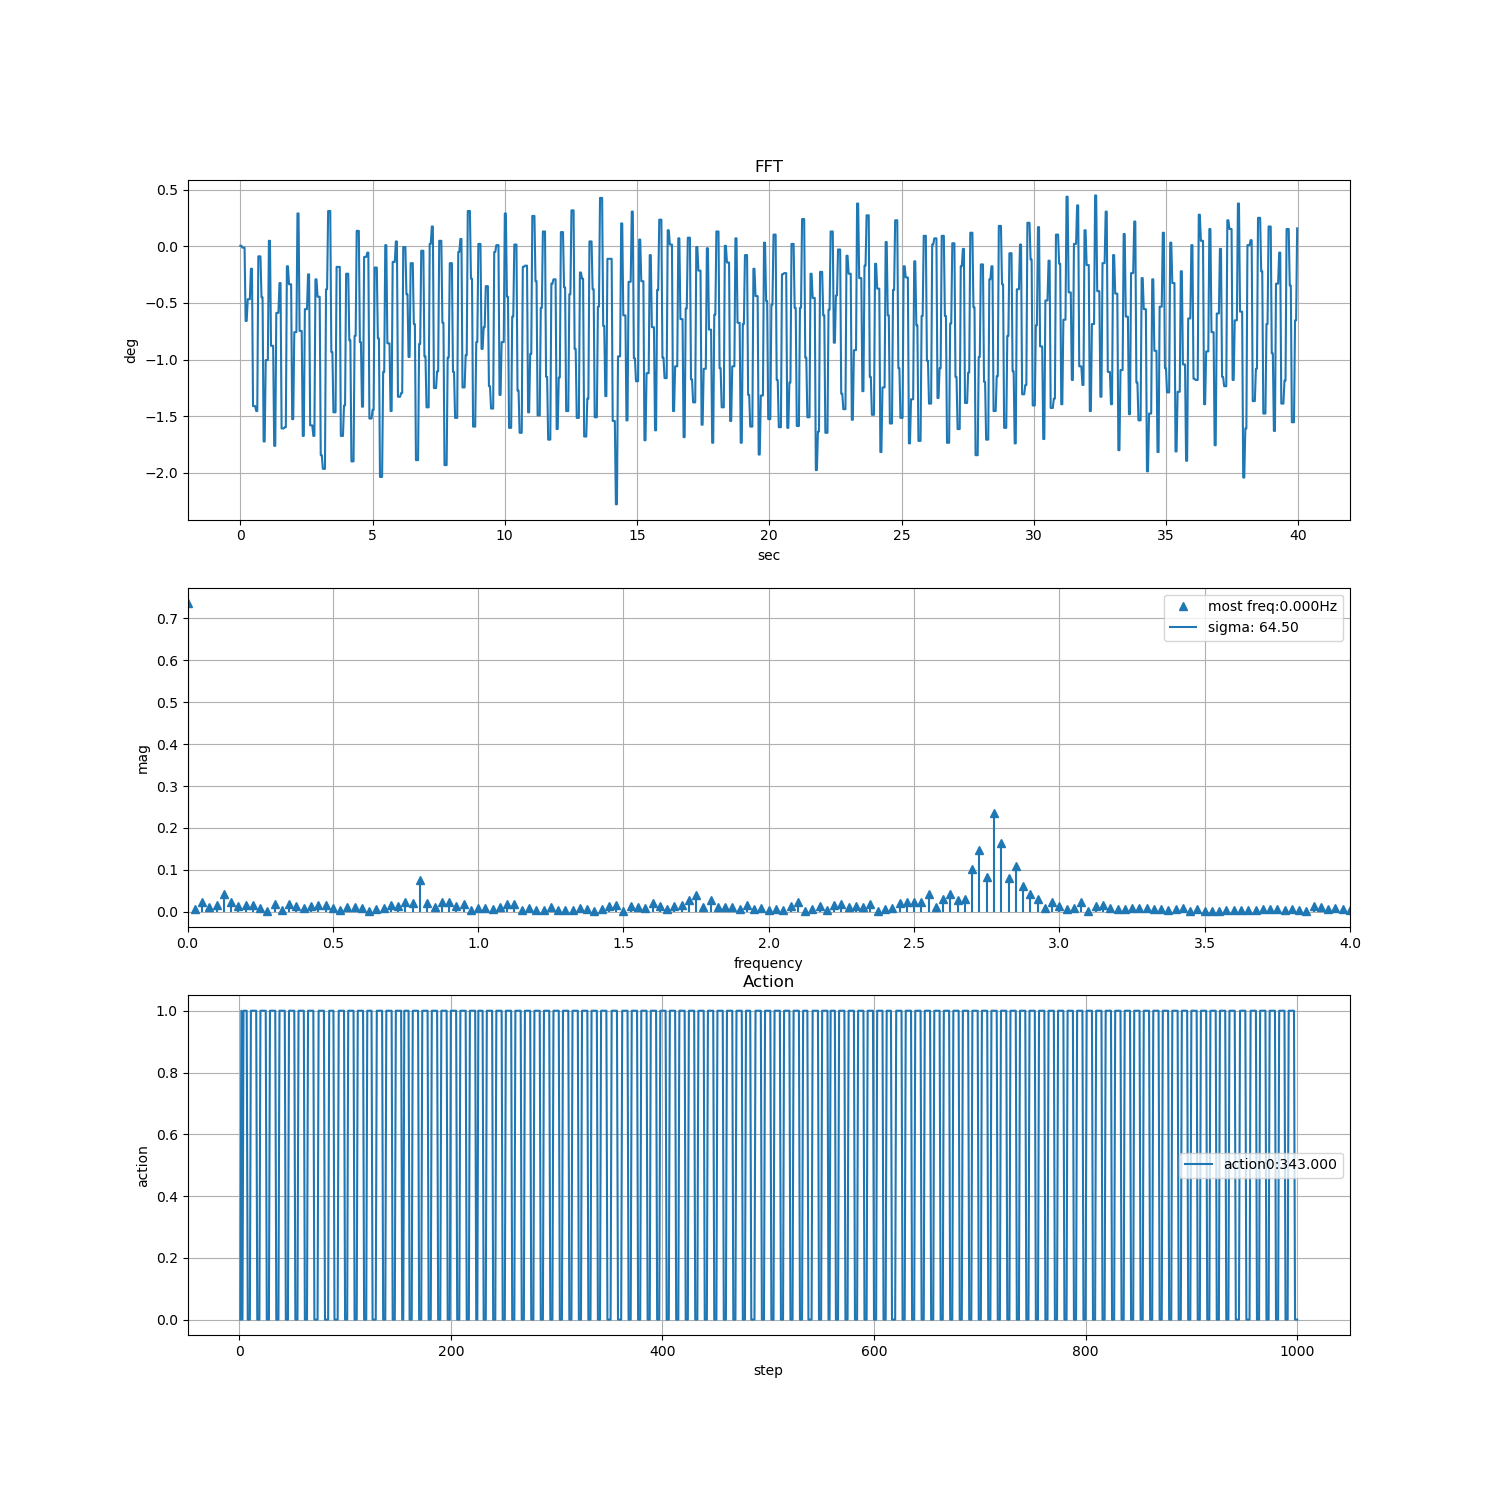 FFT
0.5
0.0
−0.5
−1.0
−1.5
−2.0
deg
0 5 10 15 20 25 30 35 40
sec
0.7
0.6
0.5
0.4
0.3
0.2
0.1
0.0
mag
most freq:0.000Hz
sigma: 64.50
0.0 0.5 1.0 1.5 2.0 2.5 3.0 3.5 4.0
frequency
Action
1.0
0.8
0.6
0.4
0.2
0.0
action
action0:343.000
0 200 400 600 800 1000
step